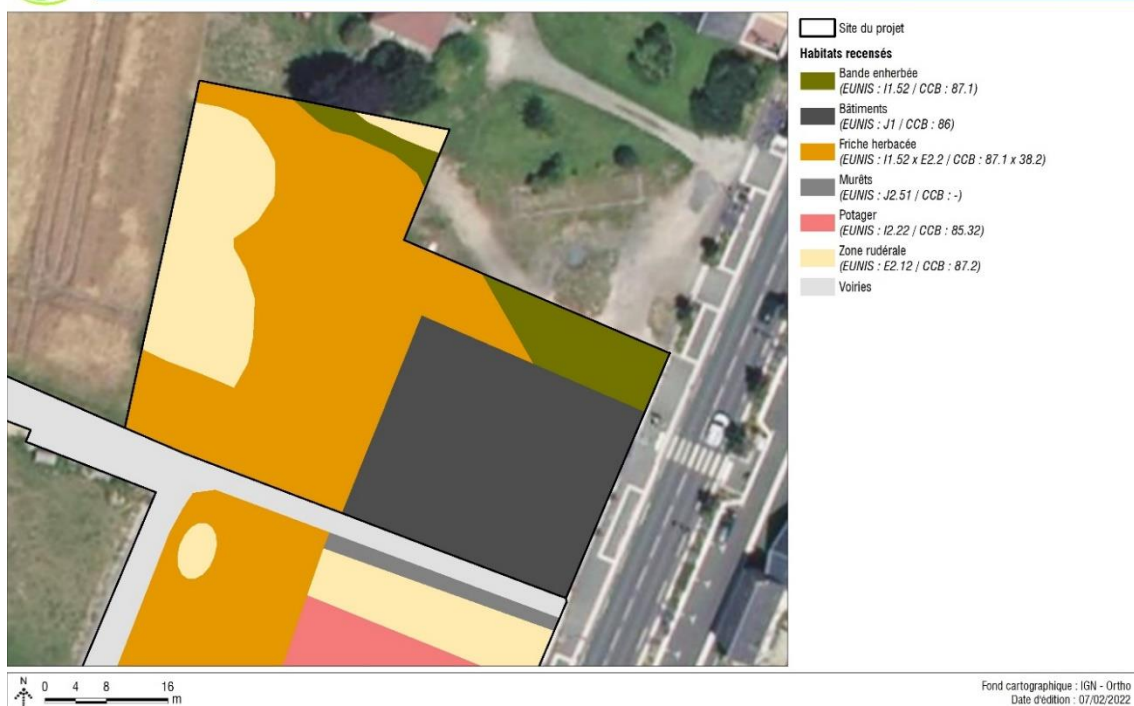 Site du projet
Habitats recensés
Bande enherbée
(EUNIS : I1.52 / CCB : 87.1)
Bâtiments
(EUNIS : J1 / CCB : 86)
Friche herbacée
(EUNIS : I1.52 x E2.2 / CCB : 87.1 x 38.2)
Murêts
(EUNIS : J2.51 / CCB : -)
Potager
(EUNIS : I2.22 / CCB : 85.32)
Zone rudérale
(EUNIS : E2.12 / CCB : 87.2)
Voiries
N
0 4 8 16
m
Fond cartographique : IGN - Ortho
Date d'édition : 07/02/2022